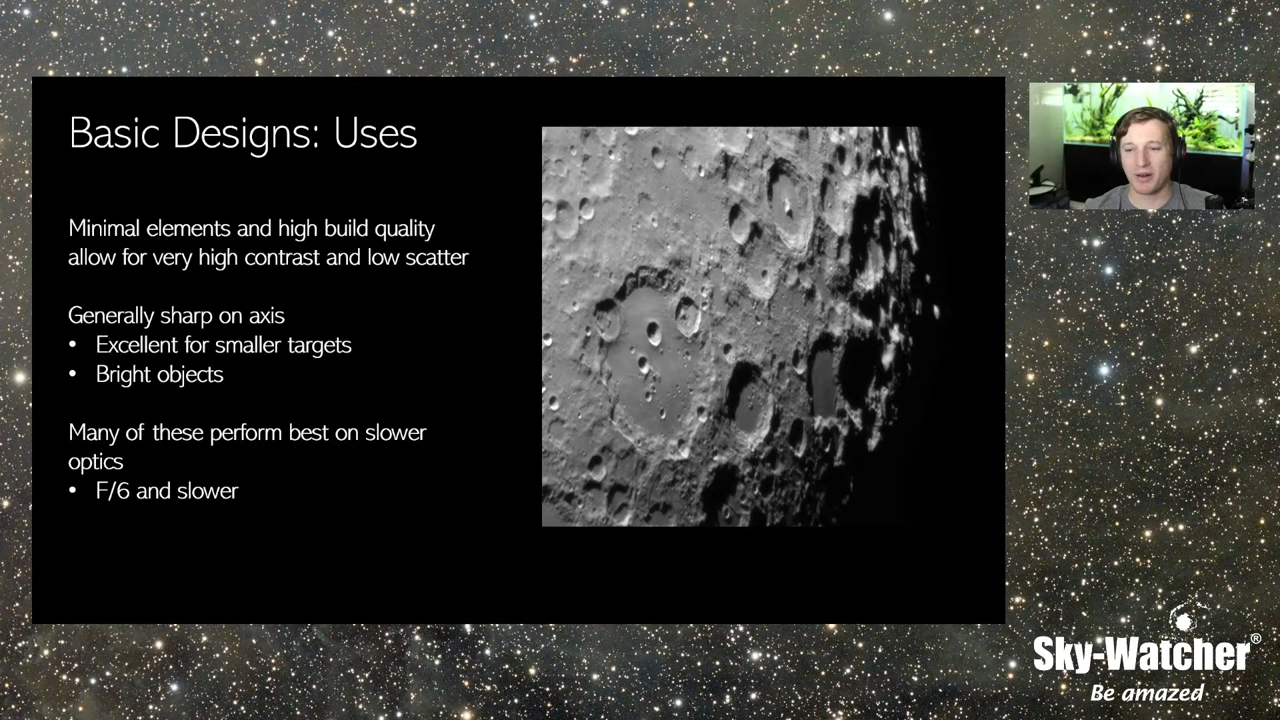 Basic Designs: Uses
Minimal elements and high build quality
allow for very high contrast and low scatter
Generally sharp on axis
• Excellent for smaller targets
• Bright objects
Many of these perform best on slower
optics
• F/6 and slower
Sky-Watcher®
Be amazed